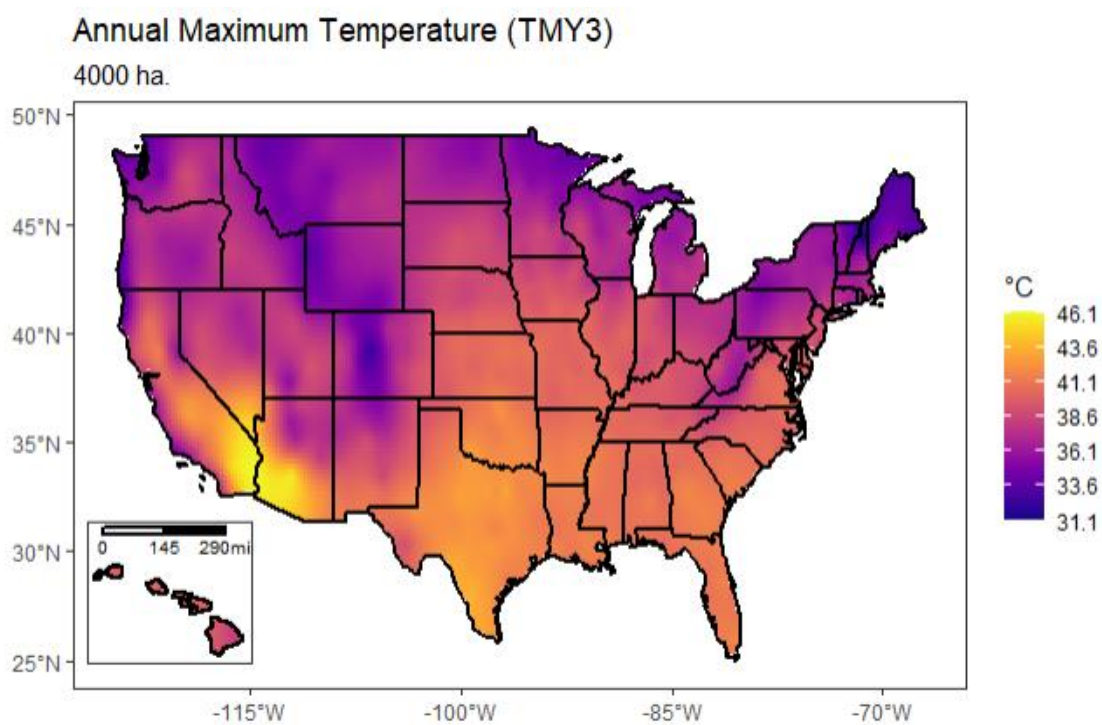 Annual Maximum Temperature (TMY3)
4000 ha.
50°N
45°N
40°N
35°N
30°N
25°N
°C
46.1
43.6
41.1
38.6
36.1
33.6
31.1
0 145 290mi
-115°W -100°W -85°W -70°W